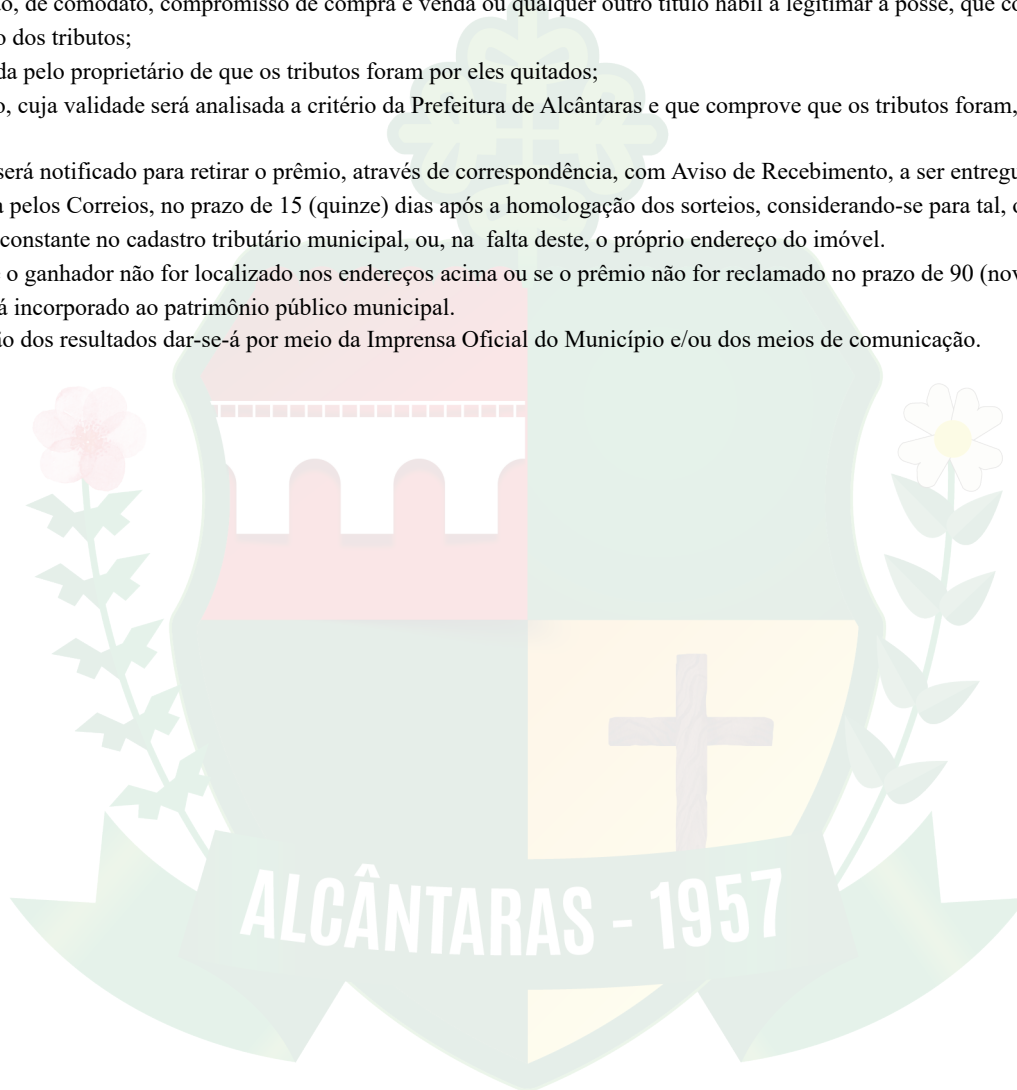 do, de comodato, compromisso de compra e venda ou qualquer outro título hábil a legitimar a posse, que co
o dos tributos;
da pelo proprietário de que os tributos foram por eles quitados;
o, cuja validade será analisada a critério da Prefeitura de Alcântaras e que comprove que os tributos foram,
será notificado para retirar o prêmio, através de correspondência, com Aviso de Recebimento, a ser entregu
a pelos Correios, no prazo de 15 (quinze) dias após a homologação dos sorteios, considerando-se para tal, o
constante no cadastro tributário municipal, ou, na falta deste, o próprio endereço do imóvel.
e o ganhador não for localizado nos endereços acima ou se o prêmio não for reclamado no prazo de 90 (nov
á incorporado ao patrimônio público municipal.
ão dos resultados dar-se-á por meio da Imprensa Oficial do Município e/ou dos meios de comunicação.
ALCÂNTARAS - 1957